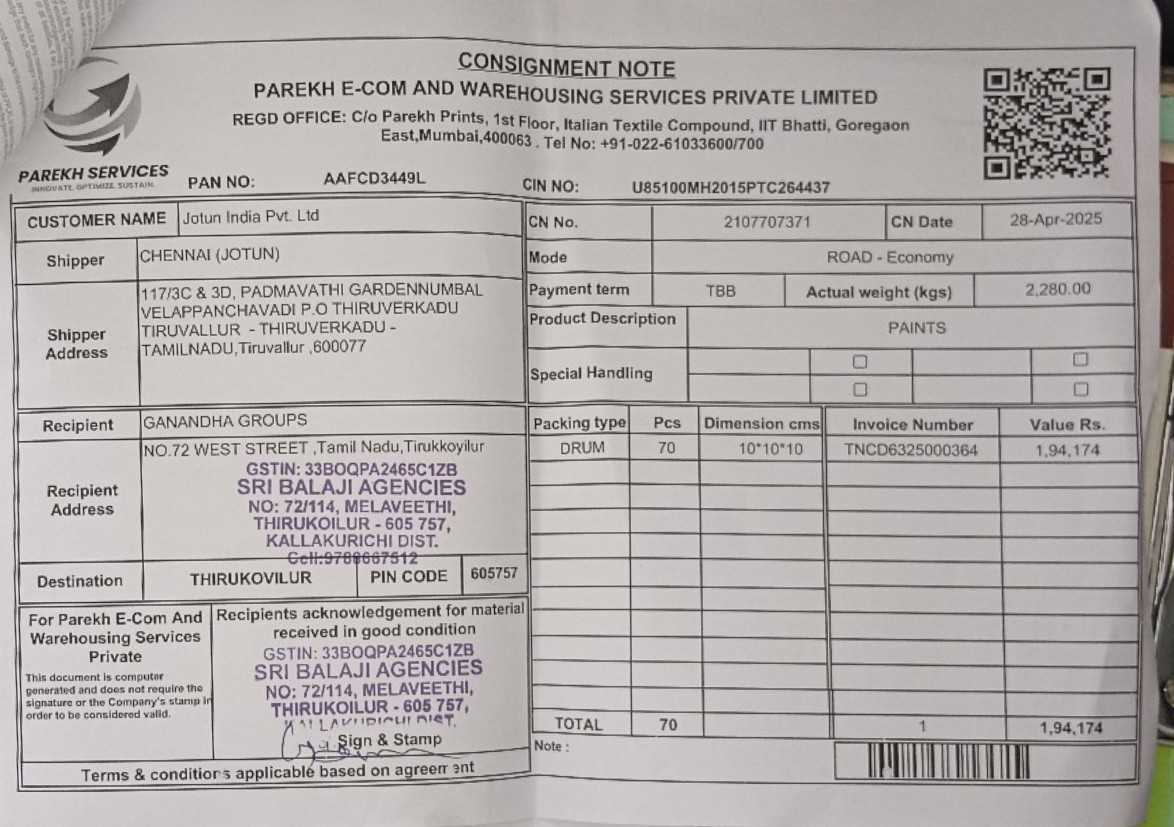 CONSIGNMENT NOTE
PAREKH E-COM AND WAREHOUSING SERVICES PRIVATE LIMITED
REGD OFFICE: C/o Parekh Prints, 1st Floor, Italian Textile Compound, IIT Bhatti, Goregaon
East,Mumbai,400063 . Tel No: +91-022-61033600/700
PAREKH SERVICES
INNOVATE. OPTIMIZE. SUSTAIN.
PAN NO: AAFCD3449L CIN NO: U85100MH2015PTC264437
CUSTOMER NAME Jotun India Pvt. Ltd
Shipper CHENNAI (JOTUN)
Shipper Address
117/3C & 3D, PADMAVATHI GARDENNUMBAL
VELAPPANCHAVADI P.O THIRUVERKADU
TIRUVALLUR - THIRUVERKADU -
TAMILNADU,Tiruvallur ,600077
CN No. 2107707371 CN Date 28-Apr-2025
Mode ROAD - Economy
Payment term TBB Actual weight (kgs) 2,280.00
Product Description PAINTS
Special Handling
Recipient GANANDHA GROUPS
Recipient Address
NO.72 WEST STREET ,Tamil Nadu,Tirukkoyilur
GSTIN: 33BOQPA2465C1ZB
SRI BALAJI AGENCIES
NO: 72/114, MELAVEETHI,
THIRUKOILUR - 605 757,
KALLAKURICHI DIST.
Cell:9788667512
Destination THIRUKOVILUR PIN CODE 605757
Packing type Pcs Dimension cms Invoice Number Value Rs.
DRUM 70 10*10*10 TNCD6325000364 1,94,174
TOTAL 70 1 1,94,174
Note :
For Parekh E-Com And
Warehousing Services
Private
This document is computer
generated and does not require the
signature or the Company's stamp in
order to be considered valid.
Recipients acknowledgement for material
received in good condition
GSTIN: 33BOQPA2465C1ZB
SRI BALAJI AGENCIES
NO: 72/114, MELAVEETHI,
THIRUKOILUR - 605 757,
KALLAKURICHI DIST.
Sign & Stamp
Terms & conditions applicable based on agreement